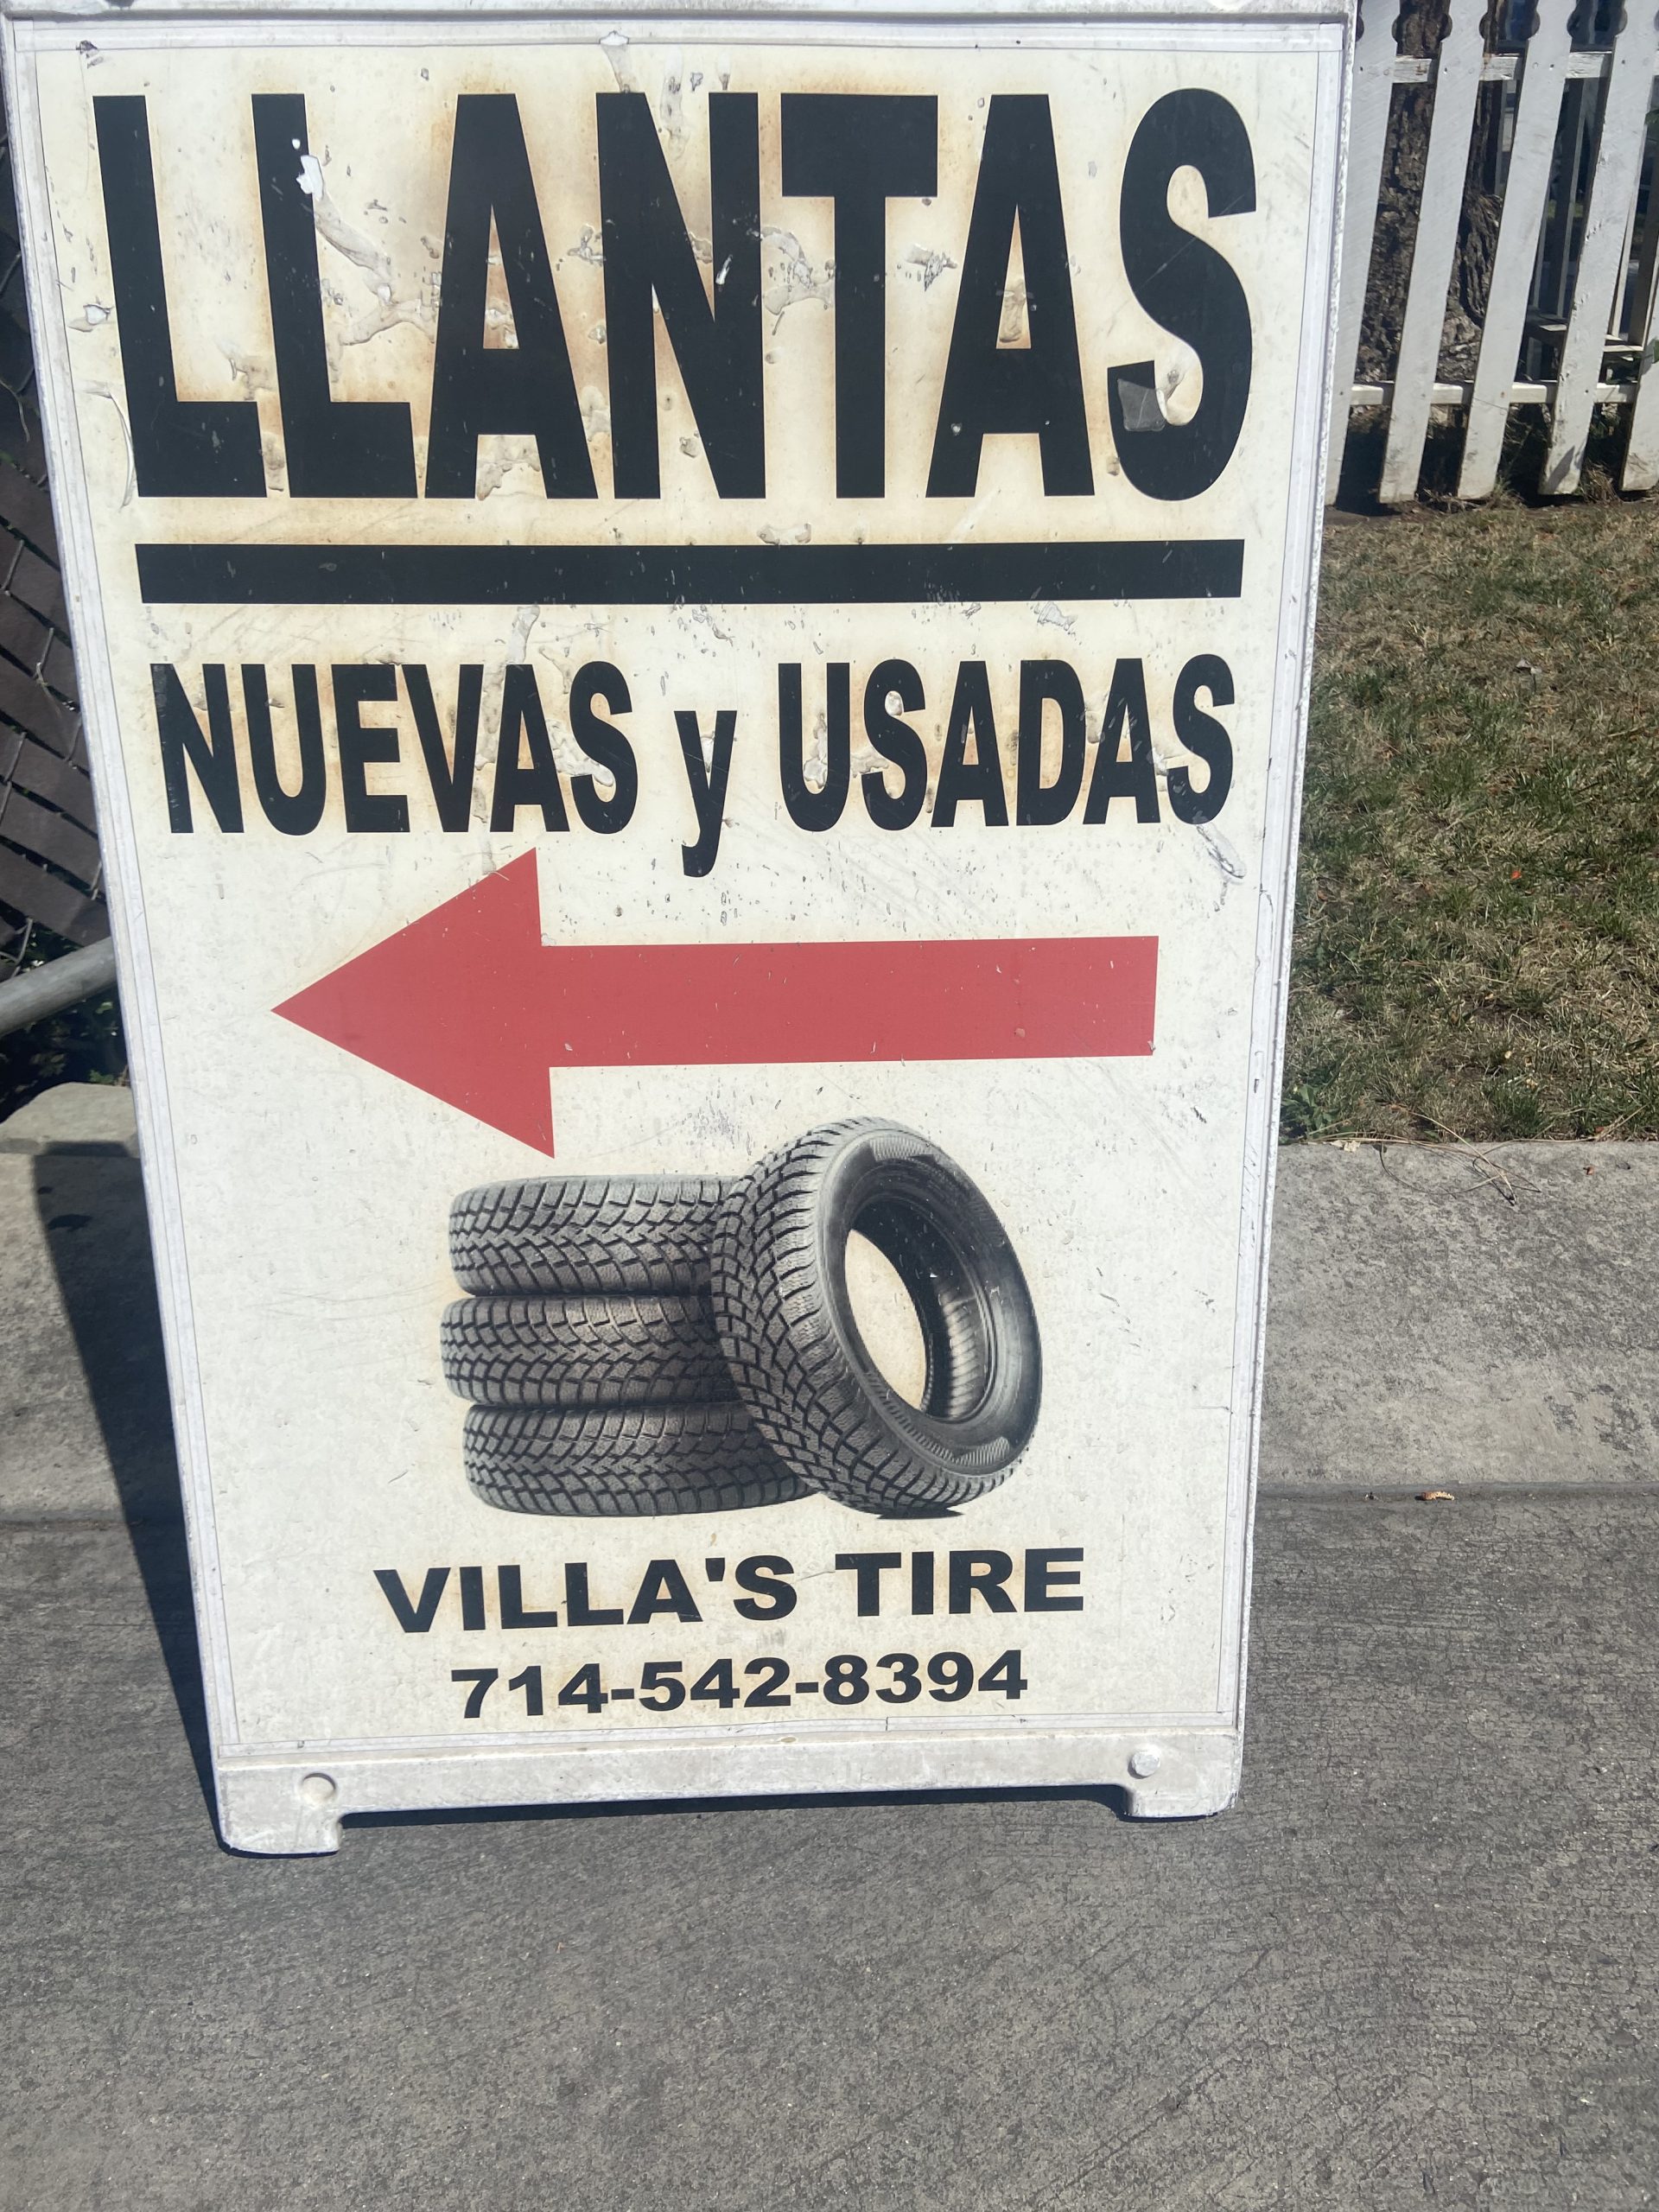 LLANTAS
NUEVAS y USADAS
VILLA'S TIRE
714-542-8394